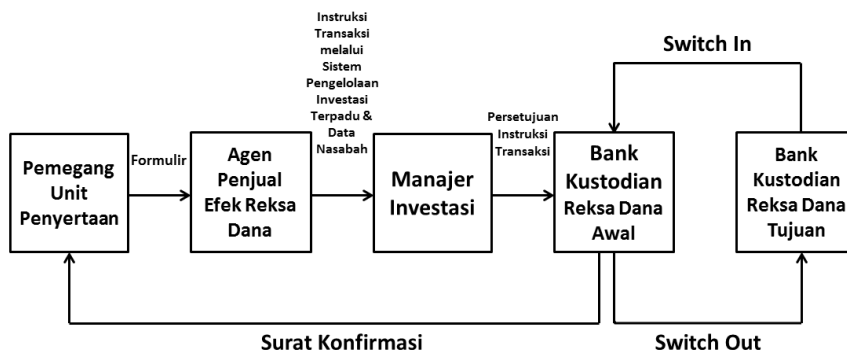 Instruksi
Transaksi
melalui
Sistem
Pengelolaan
Investasi
Terpadu &
Data
Nasabah
Switch In
Persetujuan
Instruksi
Transaksi
Formulir
Pemegang
Unit
Penyertaan
Agen
Penjual
Efek Reksa
Dana
Manajer
Investasi
Bank
Kustodian
Reksa Dana
Awal
Bank
Kustodian
Reksa Dana
Tujuan
Surat Konfirmasi
Switch Out